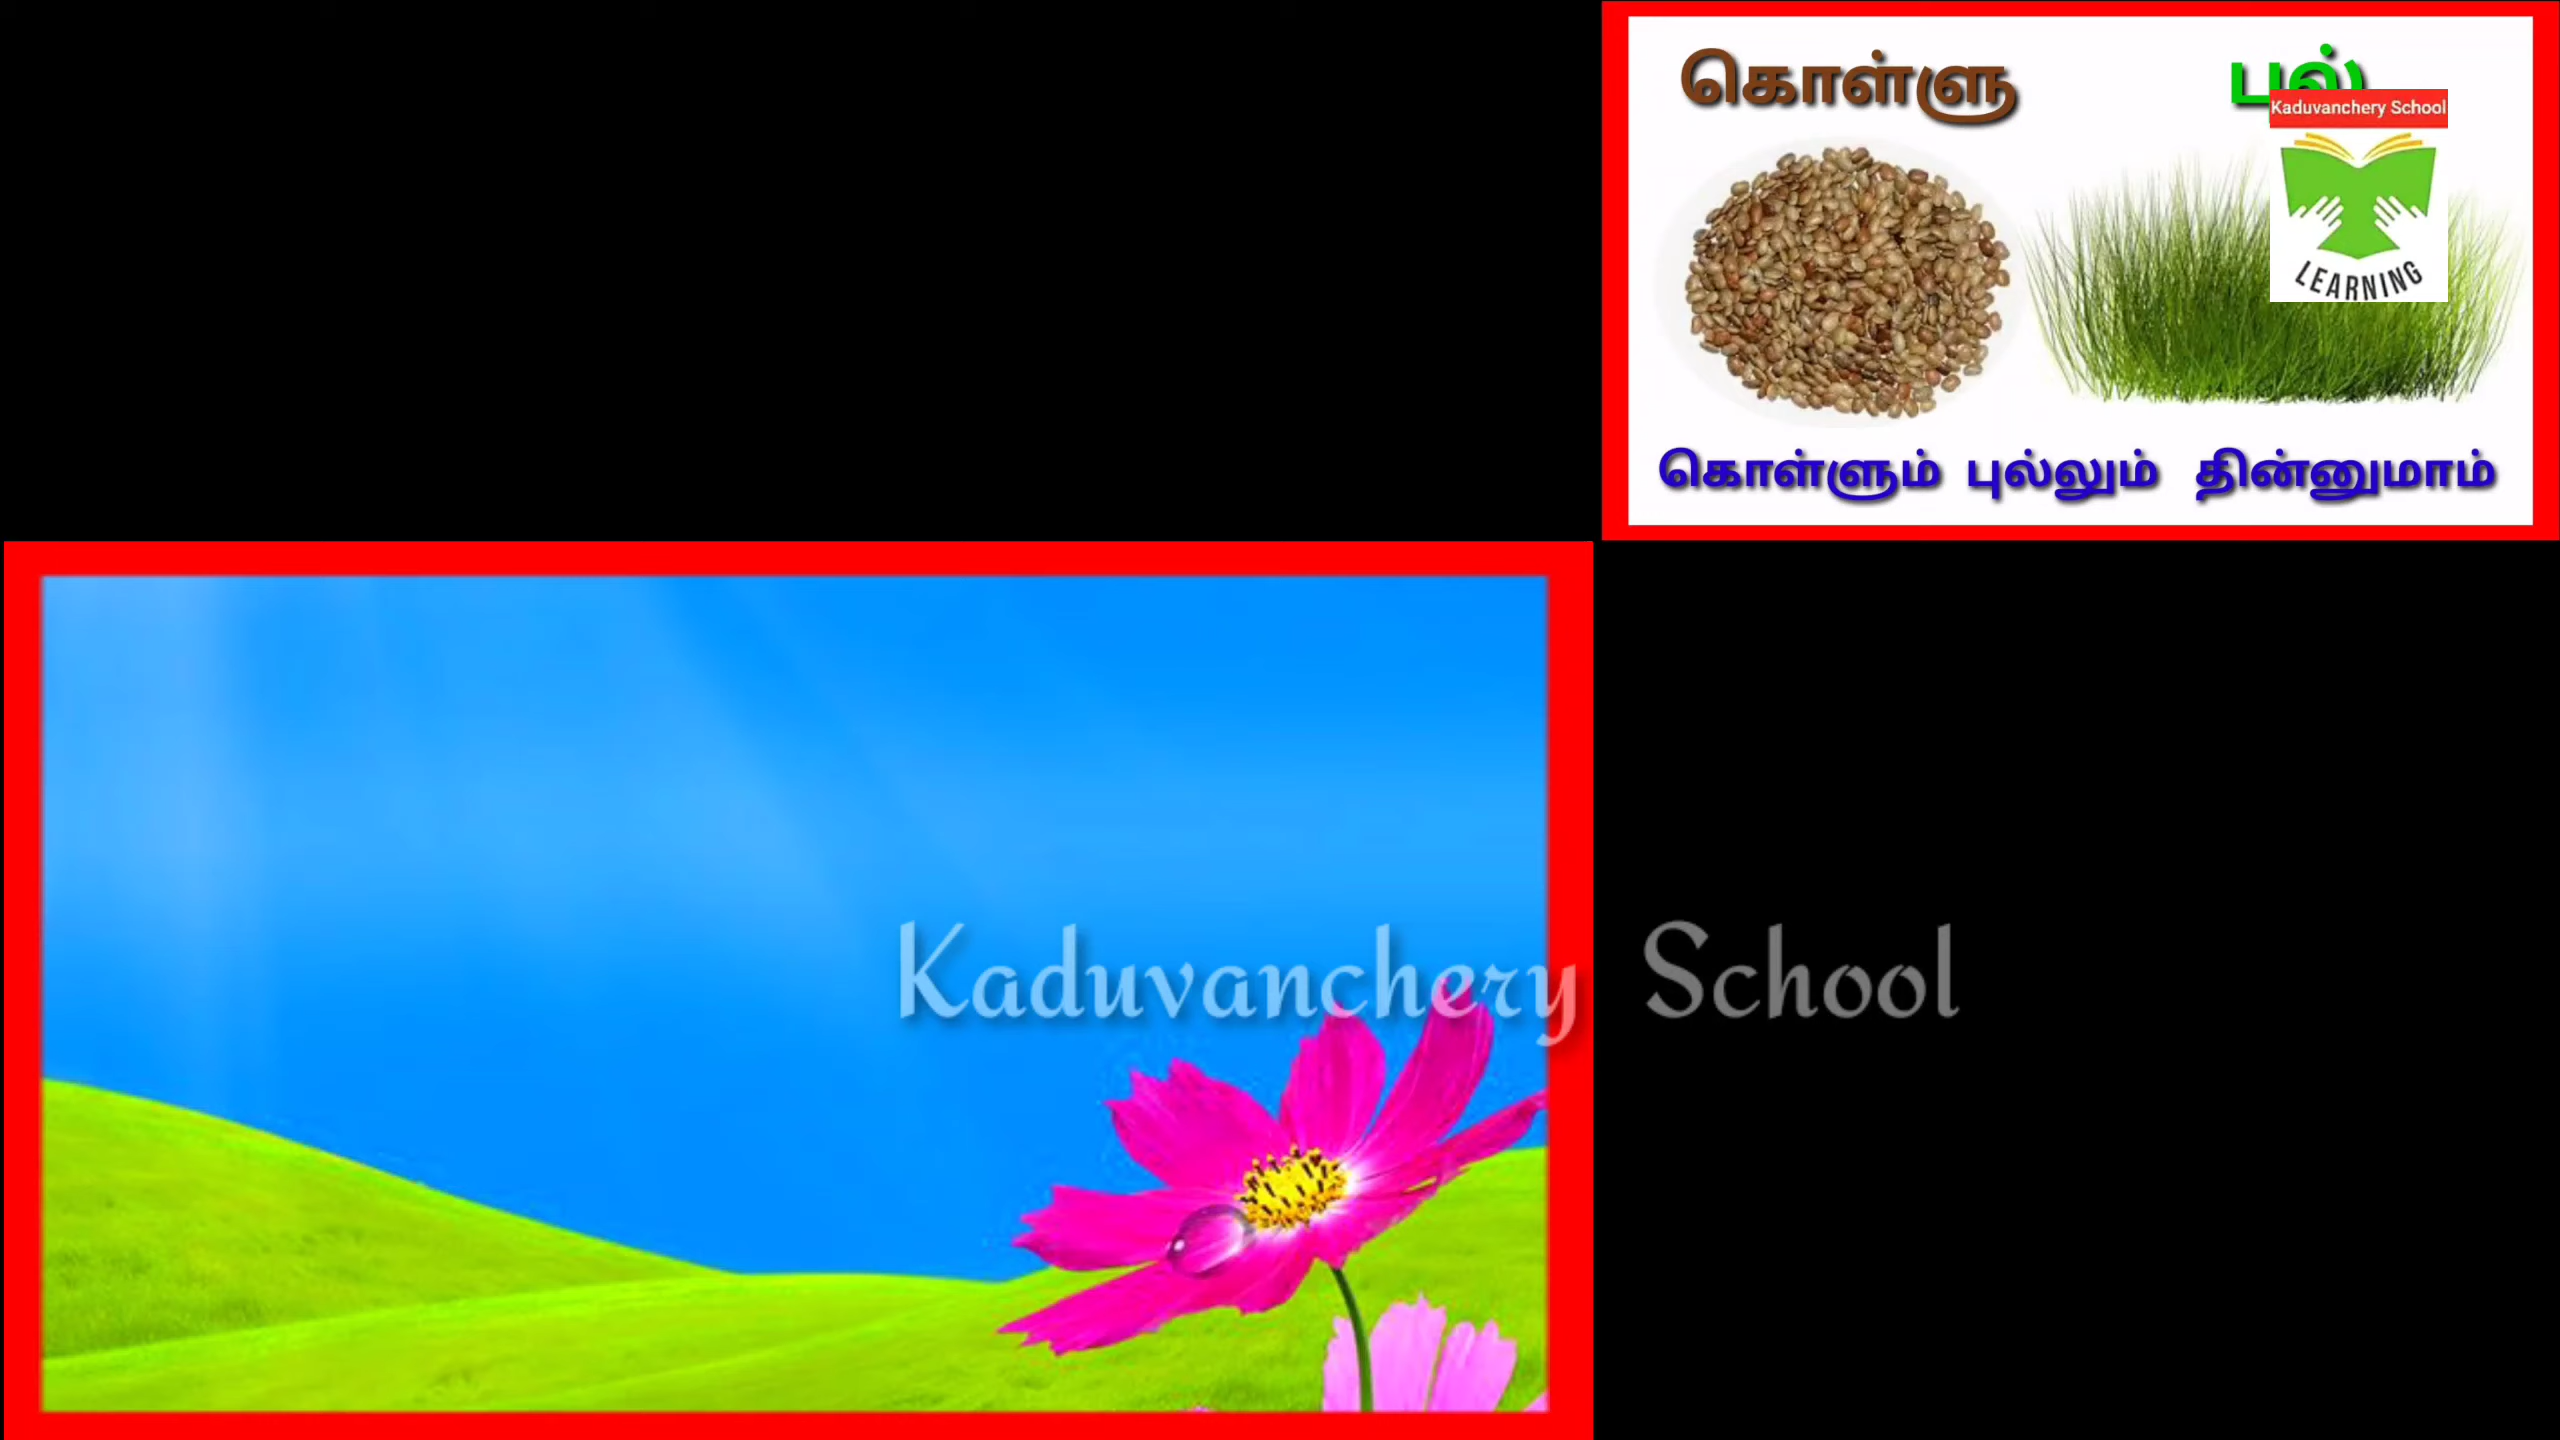 கொள்ளு
புல்
Kaduvanchery School
LEARNING
கொள்ளும் புல்லும் தின்னுமாம்
Kaduvanchery School